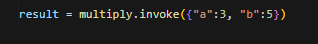 result = multiply.invoke({"a":3, "b":5})